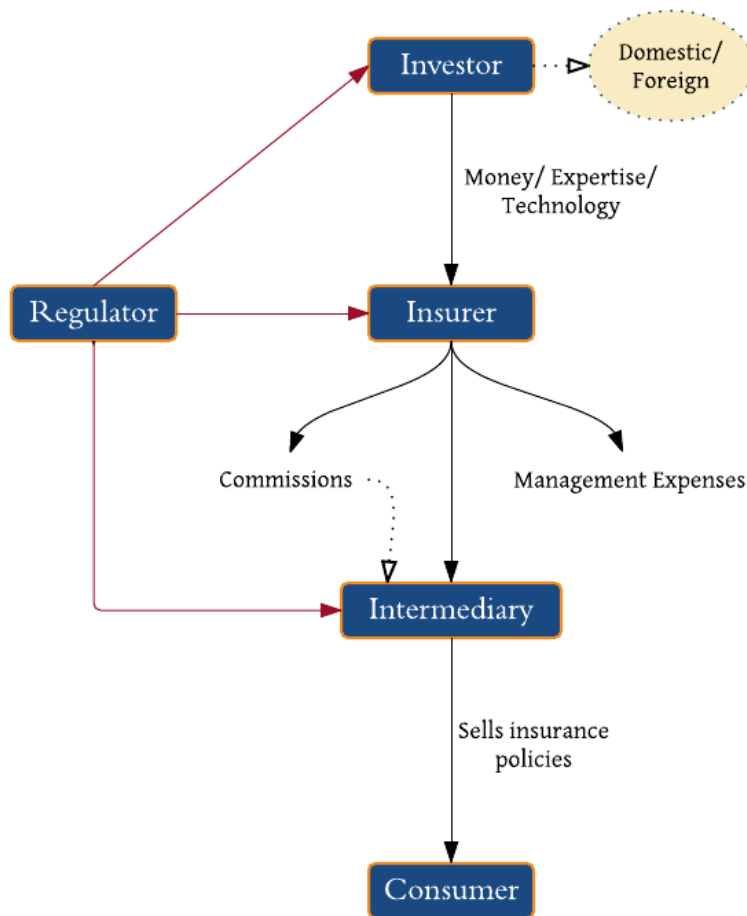 Investor
Domestic/
Foreign
Money/ Expertise/
Technology
Regulator
Insurer
Commissions
Management Expenses
Intermediary
Sells insurance
policies
Consumer